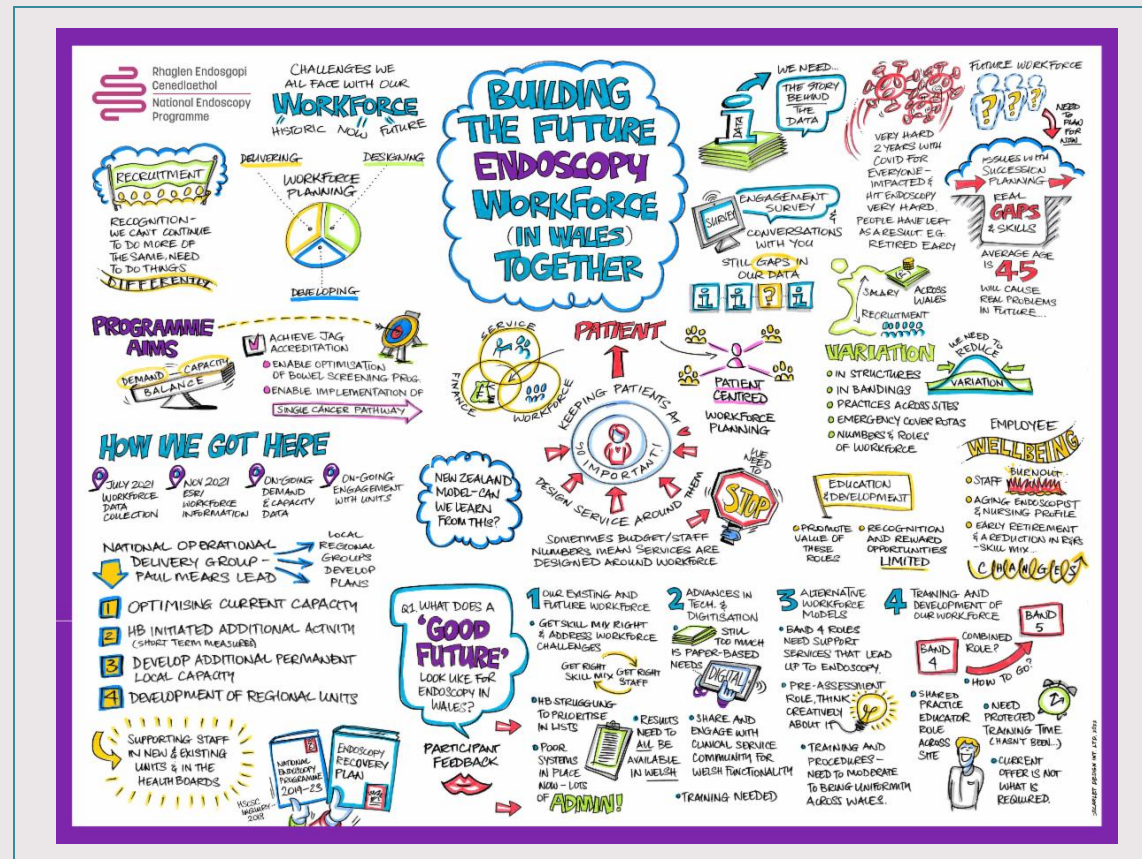 Rhaglen Endosgopi
Cenedlaethol
National Endoscopy
Programme
CHALLENGES WE
ALL FACE WITH OUR
WORKFORCE
HISTORIC NOW FUTURE
BUILDING
THE FUTURE
ENDOSCOPY
WORKFORCE
(IN WALES)
TOGETHER
RECRUITMENT
RECOGNITION-
WE CAN'T CONTINUE
TO DO MORE OF
THE SAME, NEED
TO DO THINGS
DIFFERENTLY
DELIVERING
DESIGNING
WORKFORCE
PLANNING
DEVELOPING
WE NEED...
THE STORY
BEHIND
THE
DATA
DATA
SURVEY
ENGAGEMENT
SURVEY
&
CONVERSATIONS
WITH YOU
STILL GAPS IN
OUR DATA
i i ? i
VERY HARD
2 YEARS WITH
COVID FOR
EVERYONE-
IMPACTED &
HIT ENDOSCOPY
VERY HARD.
PEOPLE HAVE LEFT
AS A RESULT E.G.
RETIRED EARLY
FUTURE WORKFORCE
? ? ?
NEED
TO PLAN
FOR
NOW
ISSUES WITH
SUCCESSION
PLANNING
REAL
GAPS
& SKILLS
AVERAGE AGE
IS 45
WILL CAUSE
REAL PROBLEMS
IN FUTURE...
SALARY
ACROSS
WALES
RECRUITMENT
PROGRAMME
AIMS
DEMAND
CAPACITY
BALANCE
ACHIEVE JAG
ACCREDITATION
ENABLE OPTIMISATION
OF BOWEL SCREENING PROG.
ENABLE IMPLEMENTATION OF
SINGLE CANCER PATHWAY
SERVICE
FINANCE
£
WORKFORCE
PATIENT
KEEPING PATIENTS AT
SO IMPORTANT!
DESIGN SERVICE AROUND THEM
PATIENT
CENTRED
WORKFORCE
PLANNING
VARIATION
IN STRUCTURES
IN BANDINGS
PRACTICES ACROSS SITES
EMERGENCY COVER ROTAS
NUMBERS & ROLES
OF WORKFORCE
WE NEED TO
REDUCE
VARIATION
HOW WE GOT HERE
JULY 2021
WORKFORCE
DATA
COLLECTION
NOV 2021
ESR/
WORKFORCE
INFORMATION
ON-GOING
DEMAND
& CAPACITY
DATA
ON-GOING
ENGAGEMENT
WITH UNITS
NEW ZEALAND
MODEL-CAN
WE LEARN
FROM THIS?
WE
NEED
TO
STOP
SOMETIMES BUDGET/STAFF
NUMBERS MEAN SERVICES ARE
DESIGNED AROUND WORKFORCE
EDUCATION
& DEVELOPMENT
PROMOTE
VALUE OF
THESE
ROLES
RECOGNITION
AND REWARD
OPPORTUNITIES
LIMITED
EMPLOYEE
WELLBEING
STAFF BURNOUT..
AGING ENDOSCOPIST
& NURSING PROFILE
EARLY RETIREMENT
& A REDUCTION IN R&RS
-SKILL MIX...
CHANGES
NATIONAL OPERATIONAL
DELIVERY GROUP-
PAUL MEARS LEAD
LOCAL
REGIONAL
GROUPS
DEVELOP
PLANS
1 OPTIMISING CURRENT CAPACITY
2 HB INITIATED ADDITIONAL ACTIVITY
(SHORT TERM MEASURES)
3 DEVELOP ADDITIONAL PERMANENT
LOCAL CAPACITY
4 DEVELOPMENT OF REGIONAL UNITS
SUPPORTING STAFF
IN NEW & EXISTING
UNITS & IN THE
HEALTH BOARDS
NATIONAL
ENDOSCOPY
PROGRAMME
2019-23
ENDOSCOPY
RECOVERY
PLAN
HSCSC
INQUIRY-
2018
Q1. WHAT DOES A
'GOOD
FUTURE'
LOOK LIKE FOR
ENDOSCOPY IN
WALES?
PARTICIPANT
FEEDBACK
1 OUR EXISTING AND
FUTURE WORKFORCE
GET SKILL MIX RIGHT
& ADDRESS WORKFORCE
CHALLENGES
GET RIGHT
SKILL MIX
GET RIGHT
STAFF
HB STRUGGLING
TO PRIORITISE
IN LISTS
POOR
SYSTEMS
IN PLACE
NOW-LOTS
OF ADMIN!
2 ADVANCES IN
TECH. &
DIGITISATION
STILL
TOO MUCH
IS PAPER-BASED
NEEDS
DIGITAL
RESULTS
NEED TO
ALL BE
AVAILABLE
IN WELSH
SHARE AND
ENGAGE WITH
CLINICAL SERVICE
COMMUNITY FOR
WELSH FUNCTIONALITY
TRAINING NEEDED
3 ALTERNATIVE
WORKFORCE
MODELS
BAND 4 ROLES
NEED SUPPORT
SERVICES THAT LEAD
UP TO ENDOSCOPY.
PRE-ASSESSMENT
ROLE, THINK
CREATIVELY
ABOUT IT
TRAINING AND
PROCEDURES-
NEED TO MODERATE
TO BRING UNIFORMITY
ACROSS WALES.
4 TRAINING AND
DEVELOPMENT OF
OUR WORKFORCE
BAND
4
COMBINED
ROLE?
BAND
5
HOW TO GO?
SHARED
PRACTICE
EDUCATOR
ROLE
ACROSS
SITE
NEED
PROTECTED
TRAINING TIME
(HASN'T BEEN...)
CURRENT
OFFER IS NOT
WHAT IS
REQUIRED.
SCARLET DESIGN INT. LTD. 2022